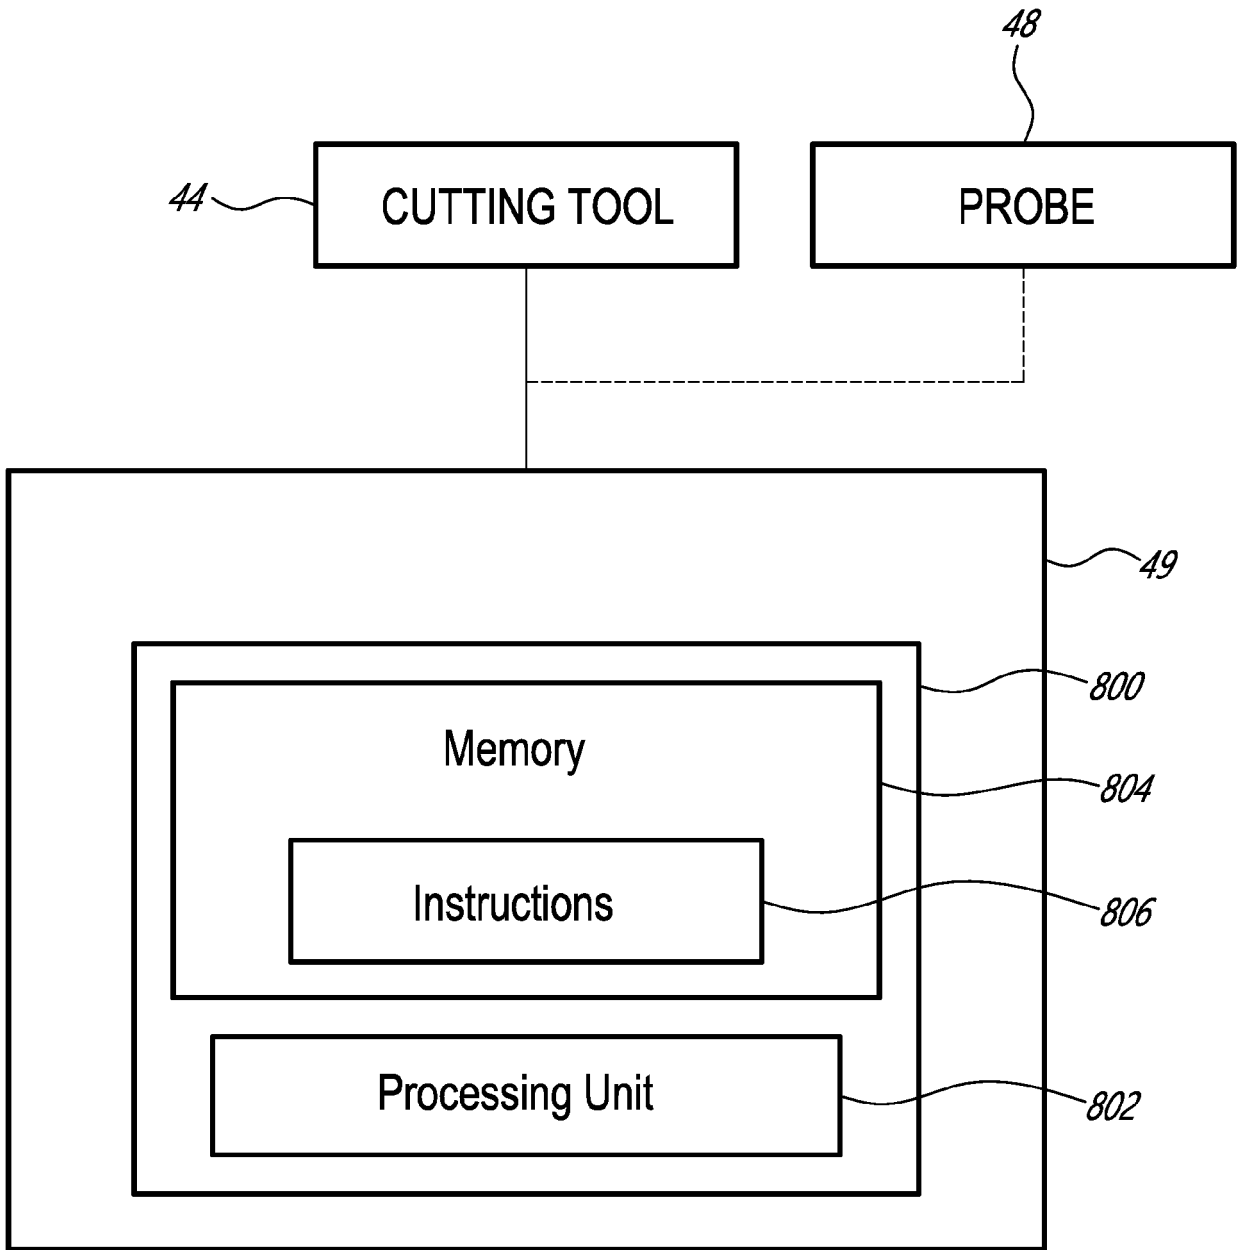 48
44
CUTTING TOOL
PROBE
49
800
Memory
804
Instructions
806
Processing Unit
802